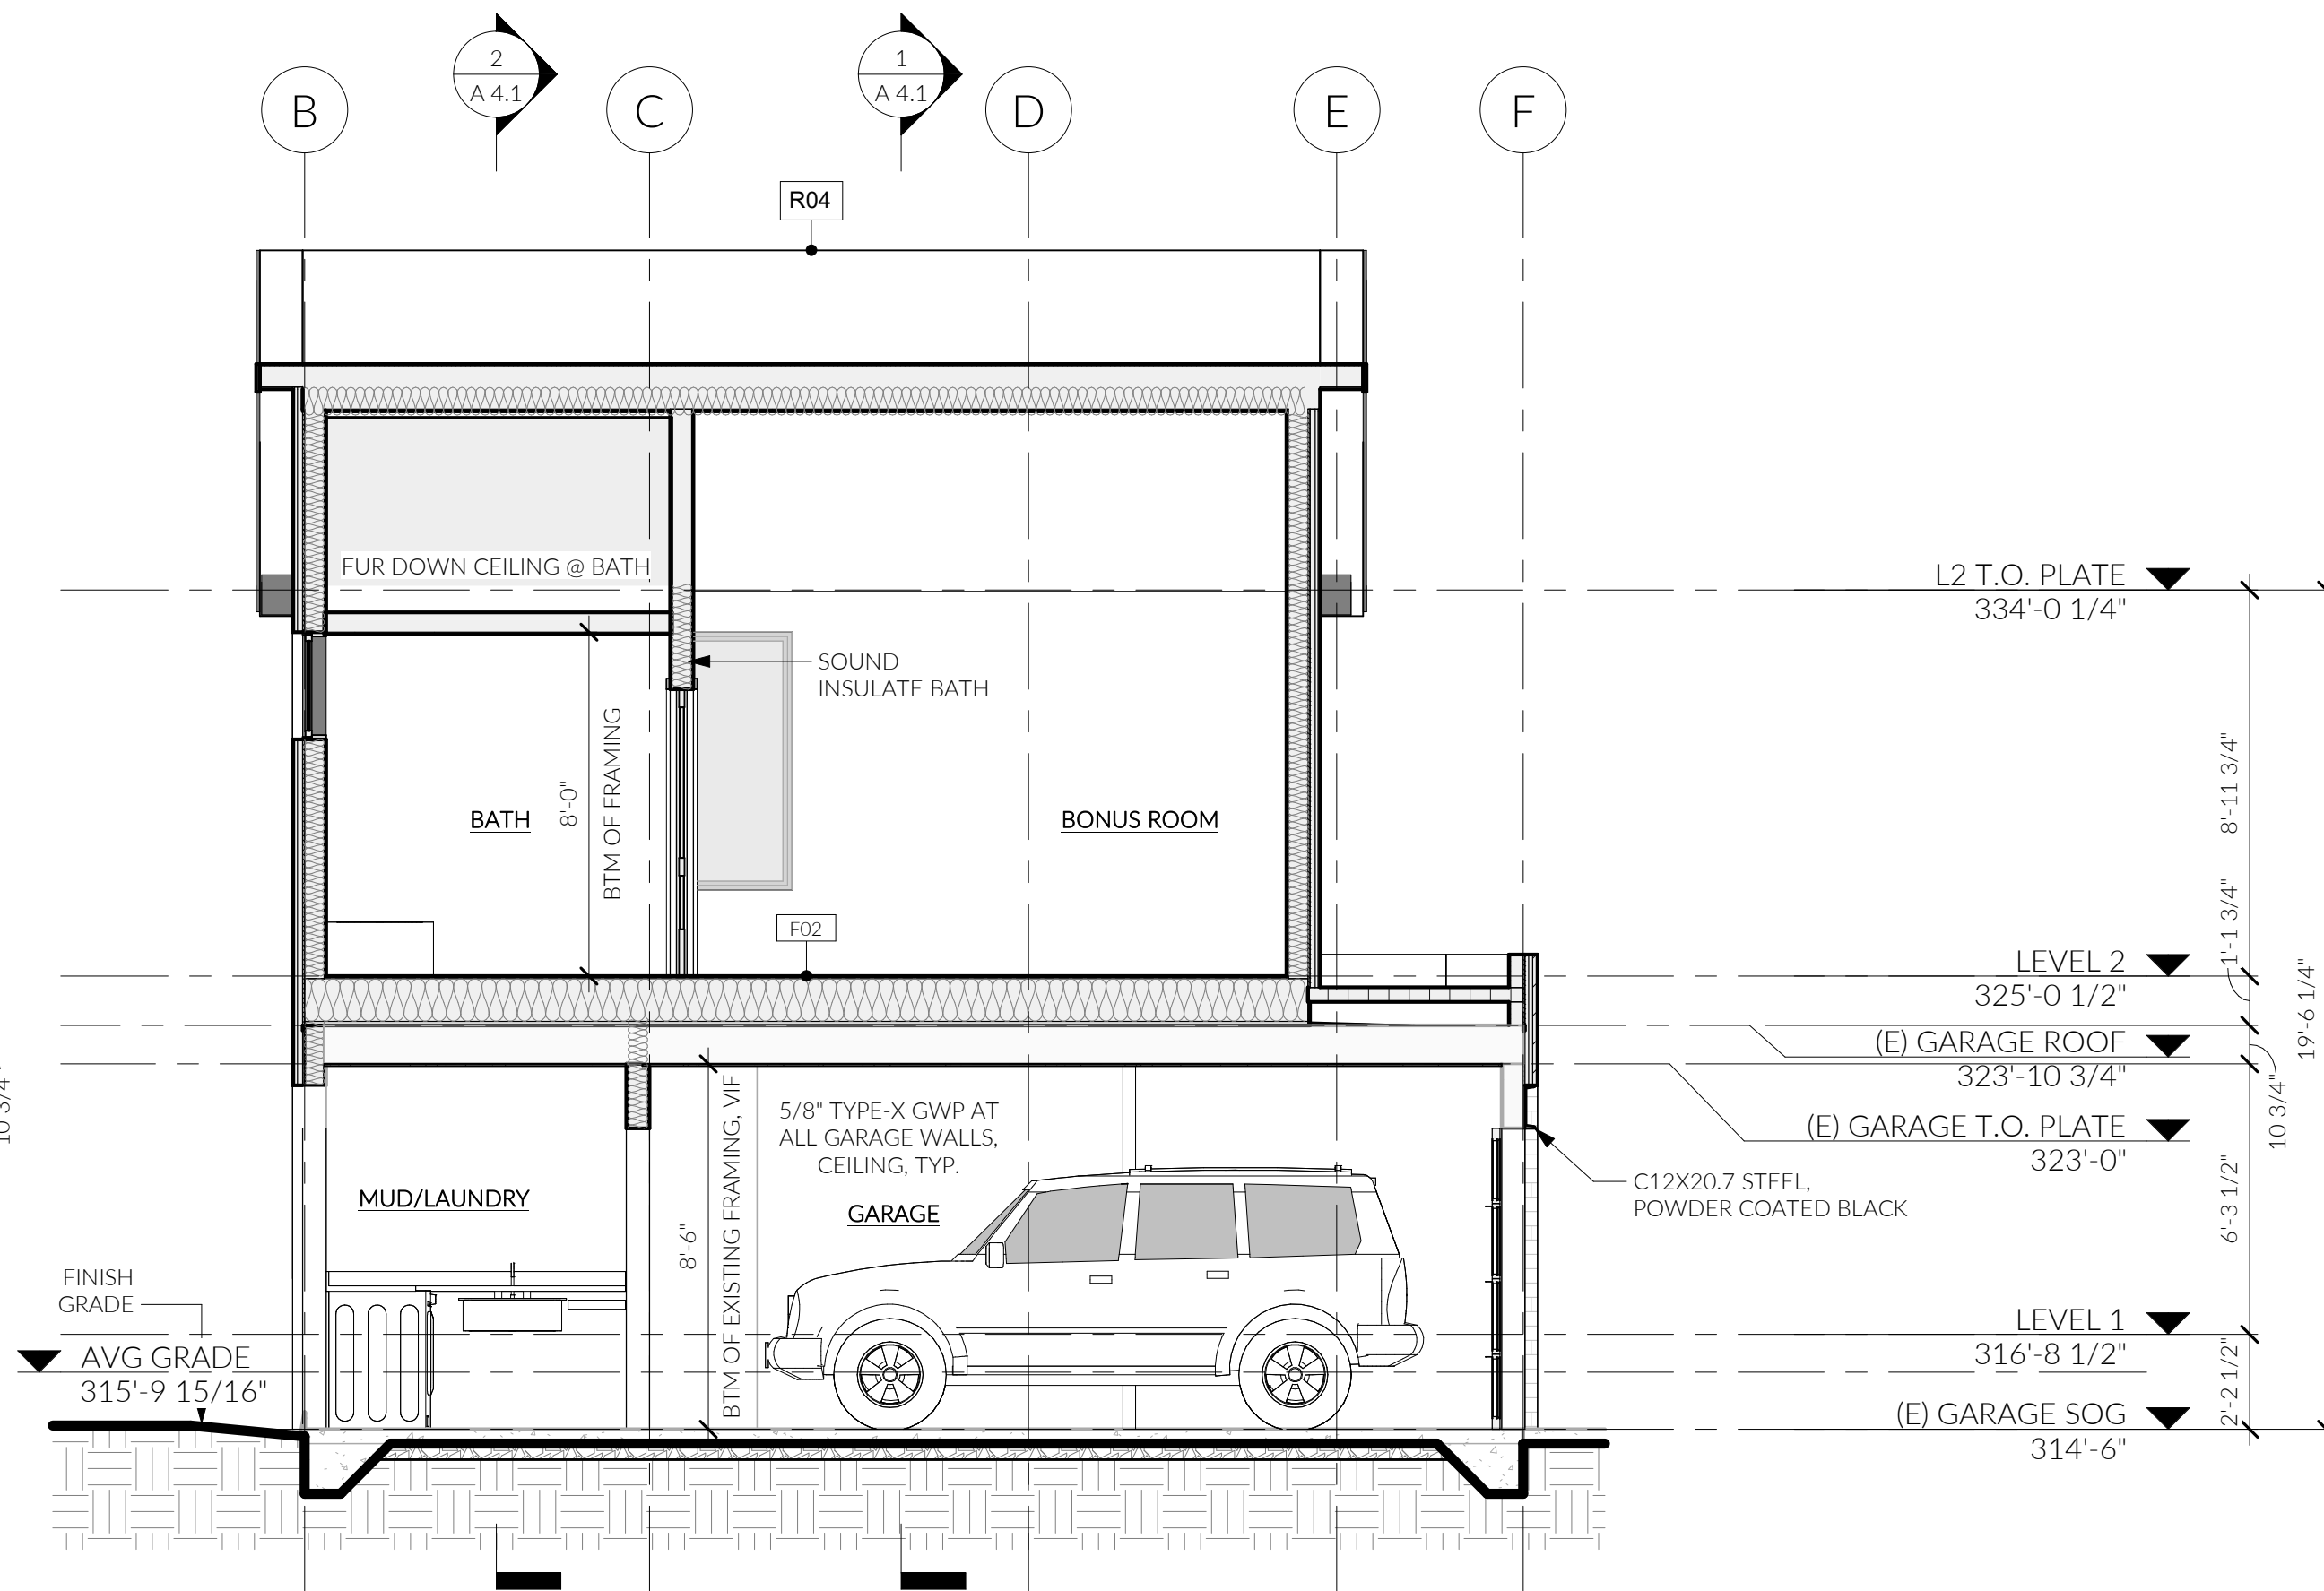 2
A 4.1
1
A 4.1
B
C
D
E
F
R04
FUR DOWN CEILING @ BATH
L2 T.O. PLATE
334'-0 1/4"
SOUND
INSULATE BATH
BTM OF FRAMING
8'-0"
BATH
BONUS ROOM
8'-11 3/4"
F02
1'-1 3/4"
LEVEL 2
325'-0 1/2"
19'-6 1/4"
(E) GARAGE ROOF
323'-10 3/4"
10 3/4"
10 3/4"
(E) GARAGE T.O. PLATE
323'-0"
5/8" TYPE-X GWP AT
ALL GARAGE WALLS,
CEILING, TYP.
BTM OF EXISTING FRAMING, VIF
8'-6"
MUD/LAUNDRY
GARAGE
C12X20.7 STEEL,
POWDER COATED BLACK
6'-3 1/2"
FINISH
GRADE
AVG GRADE
315'-9 15/16"
LEVEL 1
316'-8 1/2"
2'-2 1/2"
(E) GARAGE SOG
314'-6"